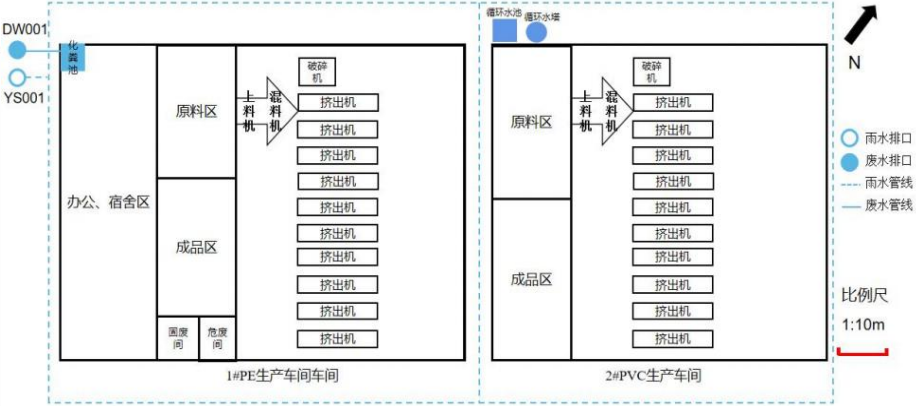 循环水池 循环水塔
DW001
化粪池
YS001
N
原料区
上料机
混料机
破碎机
挤出机
挤出机
挤出机
挤出机
挤出机
挤出机
挤出机
挤出机
挤出机
挤出机
办公、宿舍区
成品区
固废间
危废间
1#PE生产车间车间
原料区
上料机
混料机
破碎机
挤出机
挤出机
挤出机
挤出机
挤出机
挤出机
挤出机
挤出机
挤出机
挤出机
成品区
2#PVC生产车间
雨水排口
废水排口
雨水管线
废水管线
比例尺
1:10m